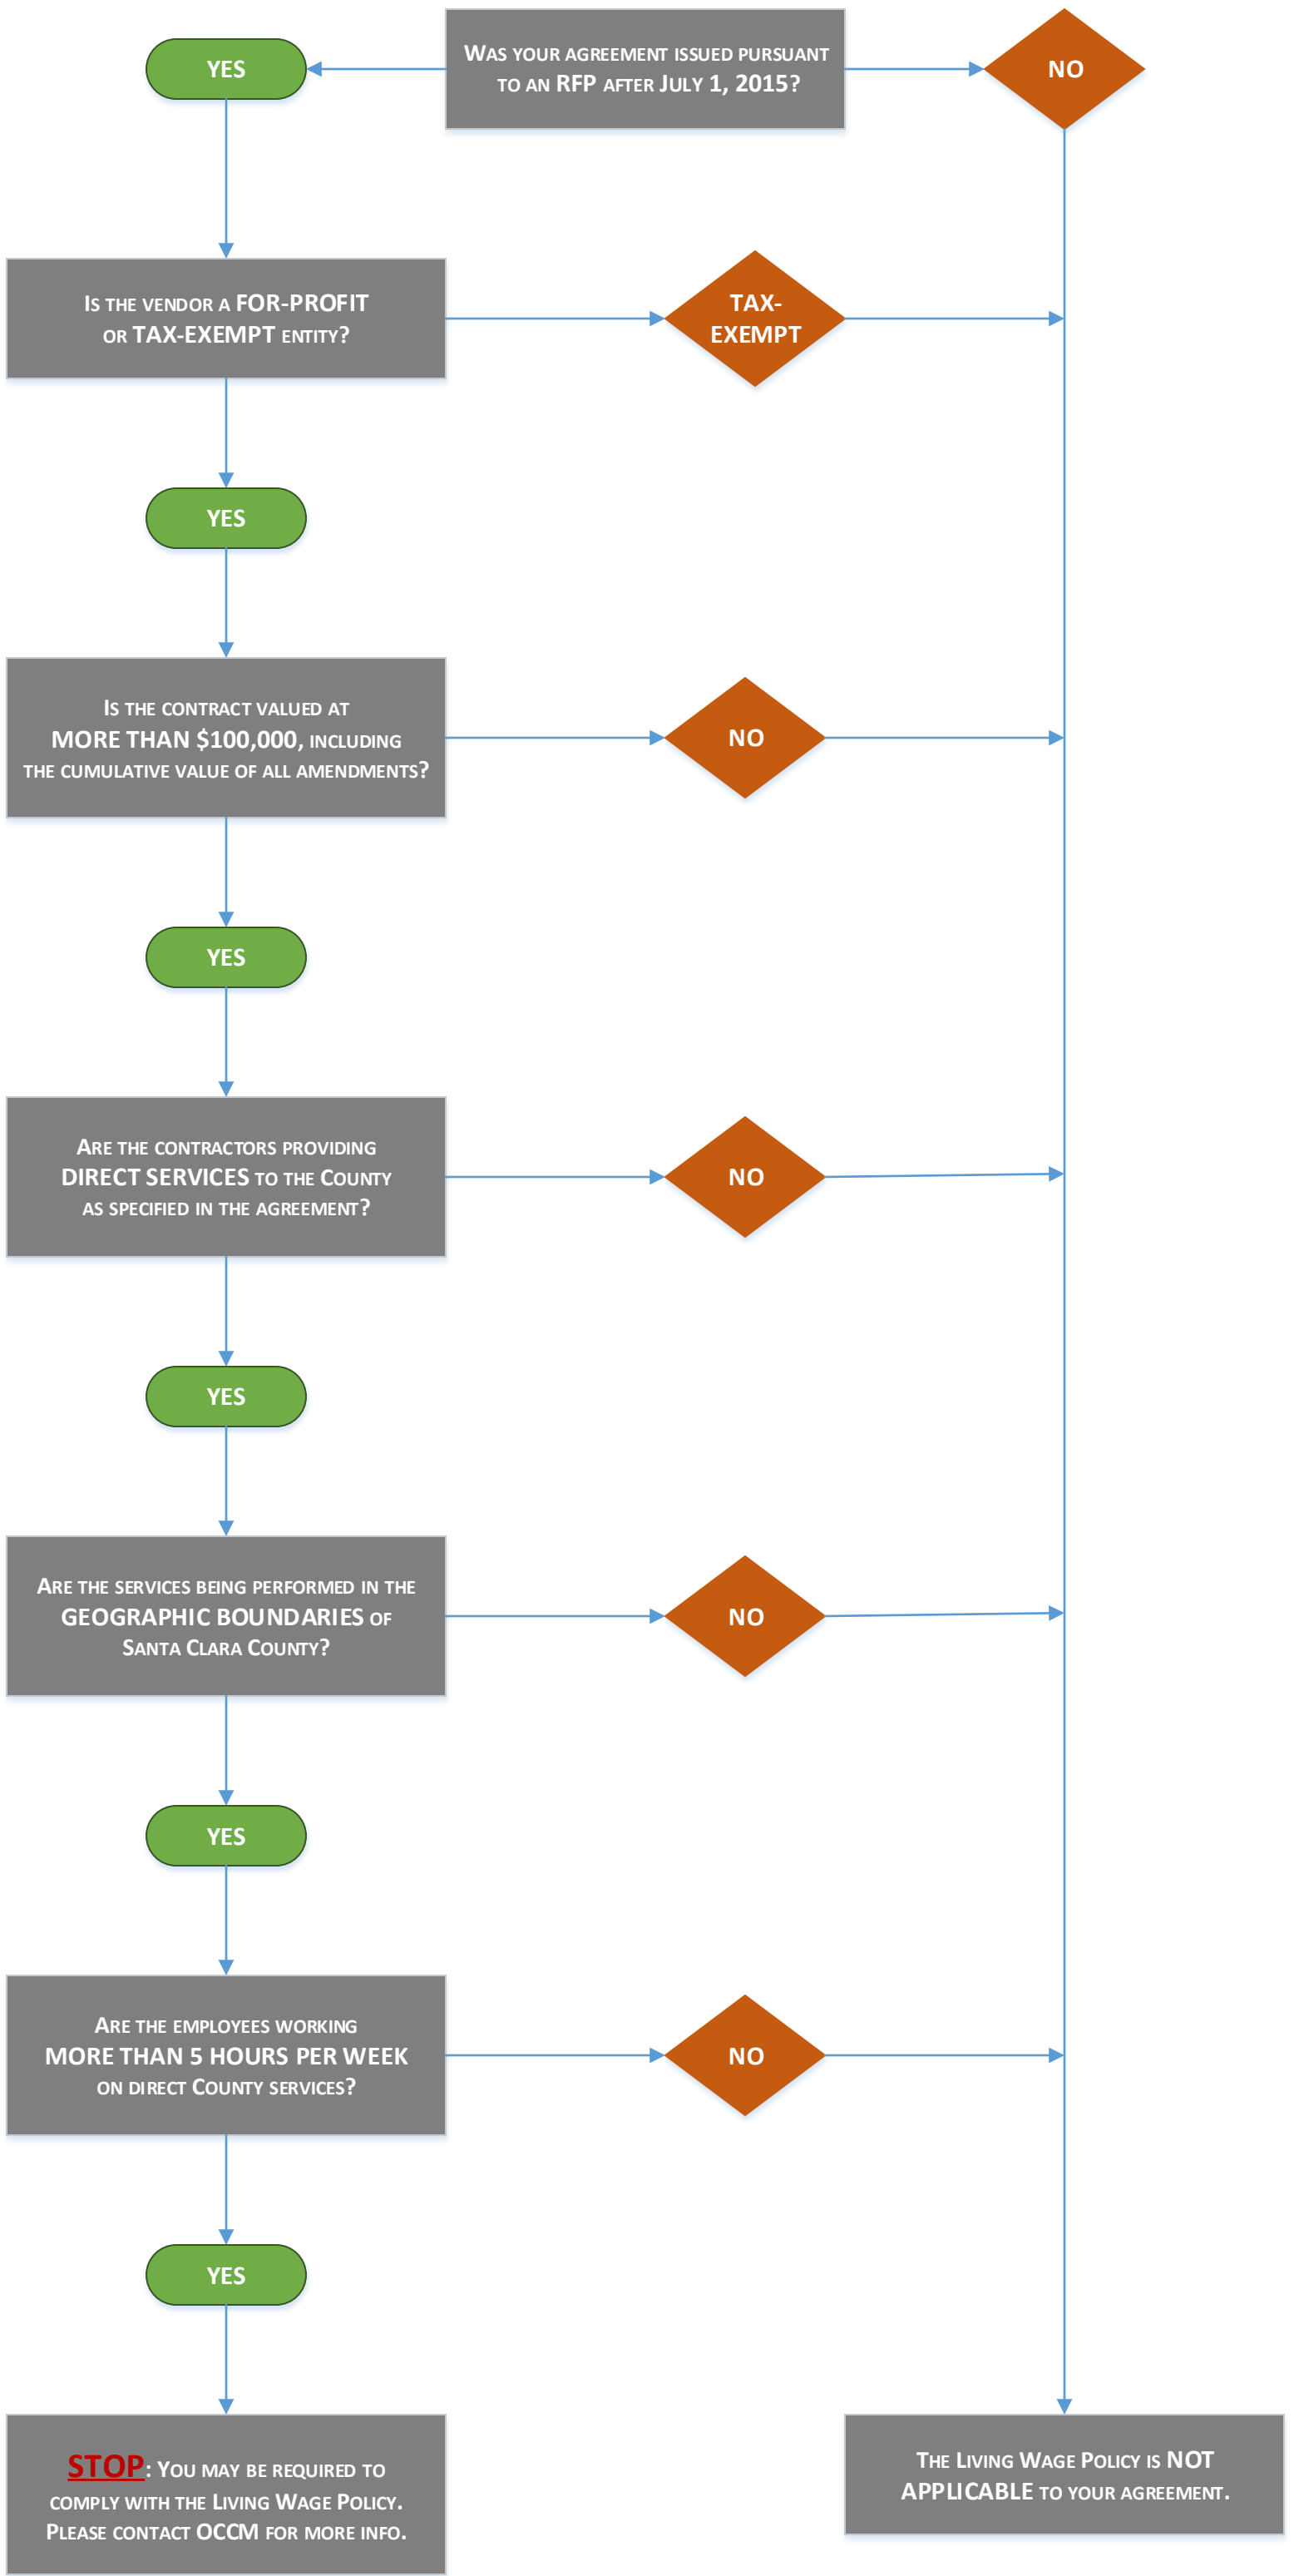 YES
Was your agreement issued pursuant
to an RFP after July 1, 2015?
NO
Is the vendor a FOR-PROFIT
or TAX-EXEMPT entity?
TAX-
EXEMPT
YES
Is the contract valued at
MORE THAN $100,000, including
the cumulative value of all amendments?
NO
YES
Are the contractors providing
DIRECT SERVICES to the County
as specified in the agreement?
NO
YES
Are the services being performed in the
GEOGRAPHIC BOUNDARIES of
Santa Clara County?
NO
YES
Are the employees working
MORE THAN 5 HOURS PER WEEK
on direct County services?
NO
YES
STOP: You may be required to
comply with the Living Wage Policy.
Please contact OCCM for more info.
The Living Wage Policy is NOT
APPLICABLE to your agreement.